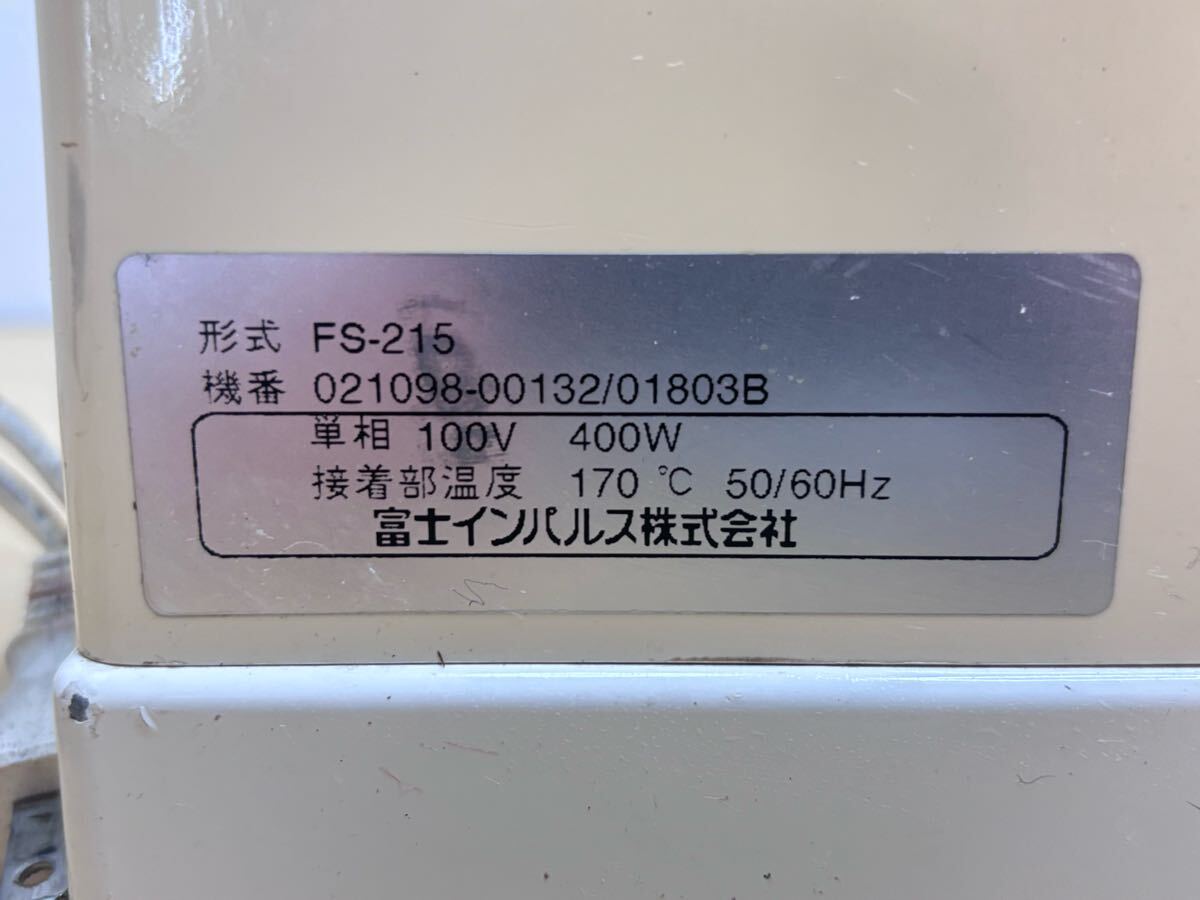 形式 FS-215
機番 021098-00132/01803B
単相 100V 400W
接着部温度 170 ℃ 50/60Hz
富士インパルス株式会社